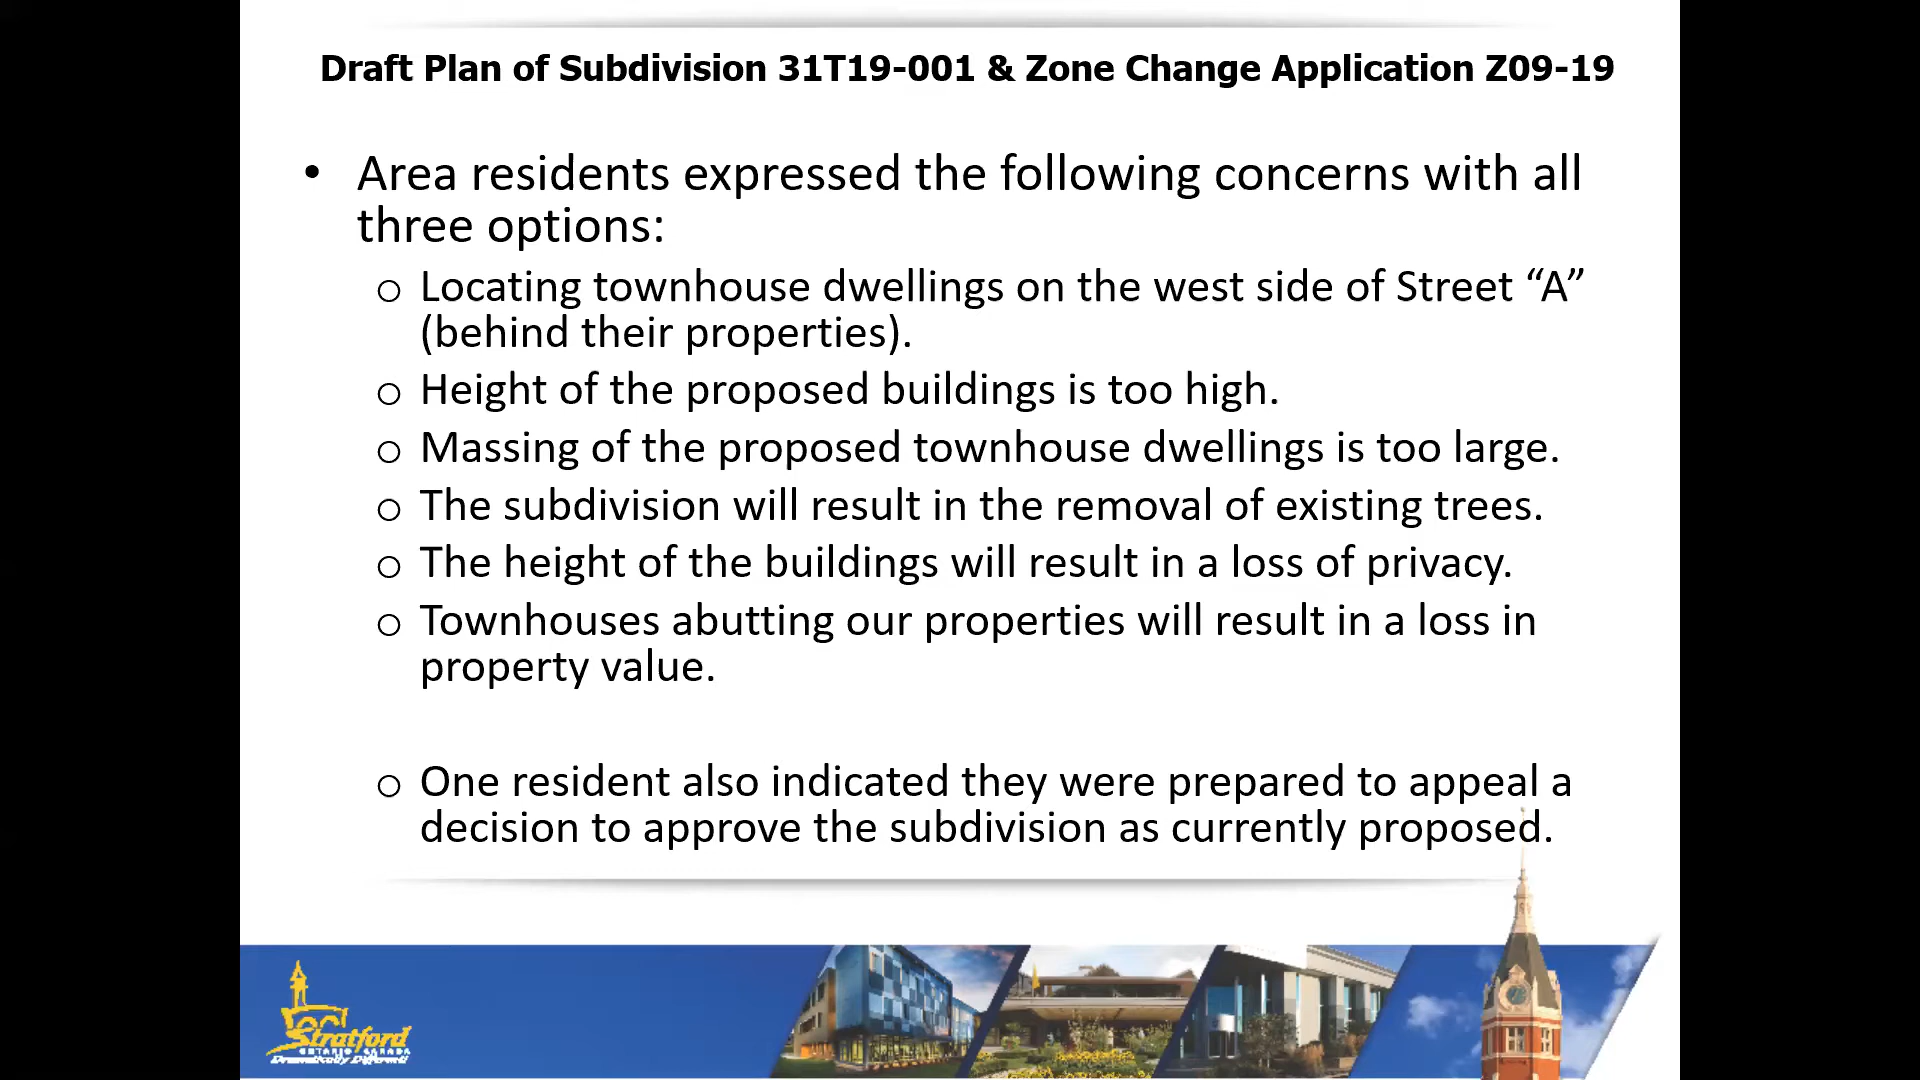 Draft Plan of Subdivision 31T19-001 & Zone Change Application Z09-19
• Area residents expressed the following concerns with all
three options:
o Locating townhouse dwellings on the west side of Street “A”
(behind their properties).
o Height of the proposed buildings is too high.
o Massing of the proposed townhouse dwellings is too large.
o The subdivision will result in the removal of existing trees.
o The height of the buildings will result in a loss of privacy.
o Townhouses abutting our properties will result in a loss in
property value.
o One resident also indicated they were prepared to appeal a
decision to approve the subdivision as currently proposed.
Stratford
ONTARIO CANADA
Dramatically Different